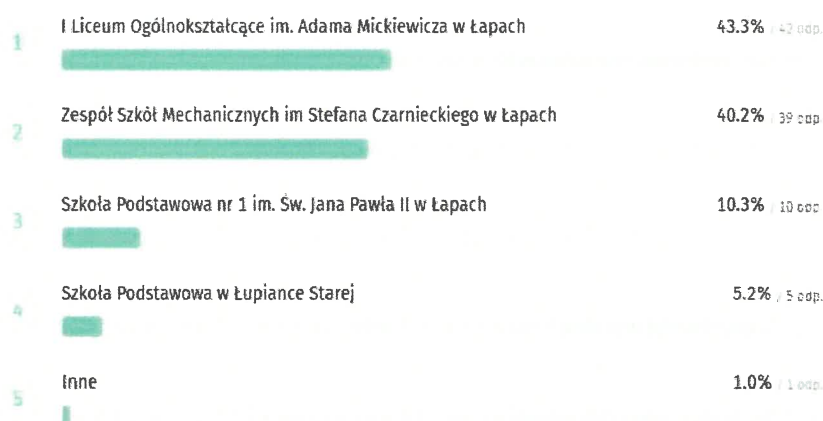 1 I Liceum Ogólnokształcące im. Adama Mickiewicza w Łapach 43.3% / 42 odp.
2 Zespół Szkół Mechanicznych im Stefana Czarnieckiego w Łapach 40.2% / 39 odp.
3 Szkoła Podstawowa nr 1 im. Św. Jana Pawła II w Łapach 10.3% / 10 odp.
4 Szkoła Podstawowa w Łupiance Starej 5.2% / 5 odp.
5 Inne 1.0% / 1 odp.